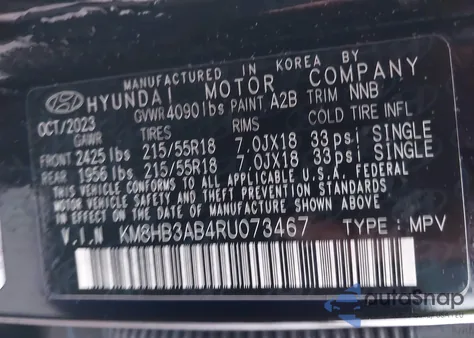 MANUFACTURED IN KOREA BY
HYUNDAI MOTOR COMPANY
OCT/2023 GVWR 4090 lbs PAINT A2B TRIM NNB
GAWR TIRES RIMS COLD TIRE INFL
FRONT 2425 lbs 215/55R18 7.0JX18 33 psi SINGLE
REAR 1956 lbs 215/55R18 7.0JX18 33 psi SINGLE
THIS VEHICLE CONFORMS TO ALL APPLICABLE U.S. FEDERAL
MOTOR VEHICLE SAFETY, BUMPER, AND THEFT PREVENTION
STANDARDS IN EFFECT ON THE DATE OF MANUFACTURE SHOWN ABOVE.
V.I.N KM8HB3AB4RU073467 TYPE : MPV
autoSnap